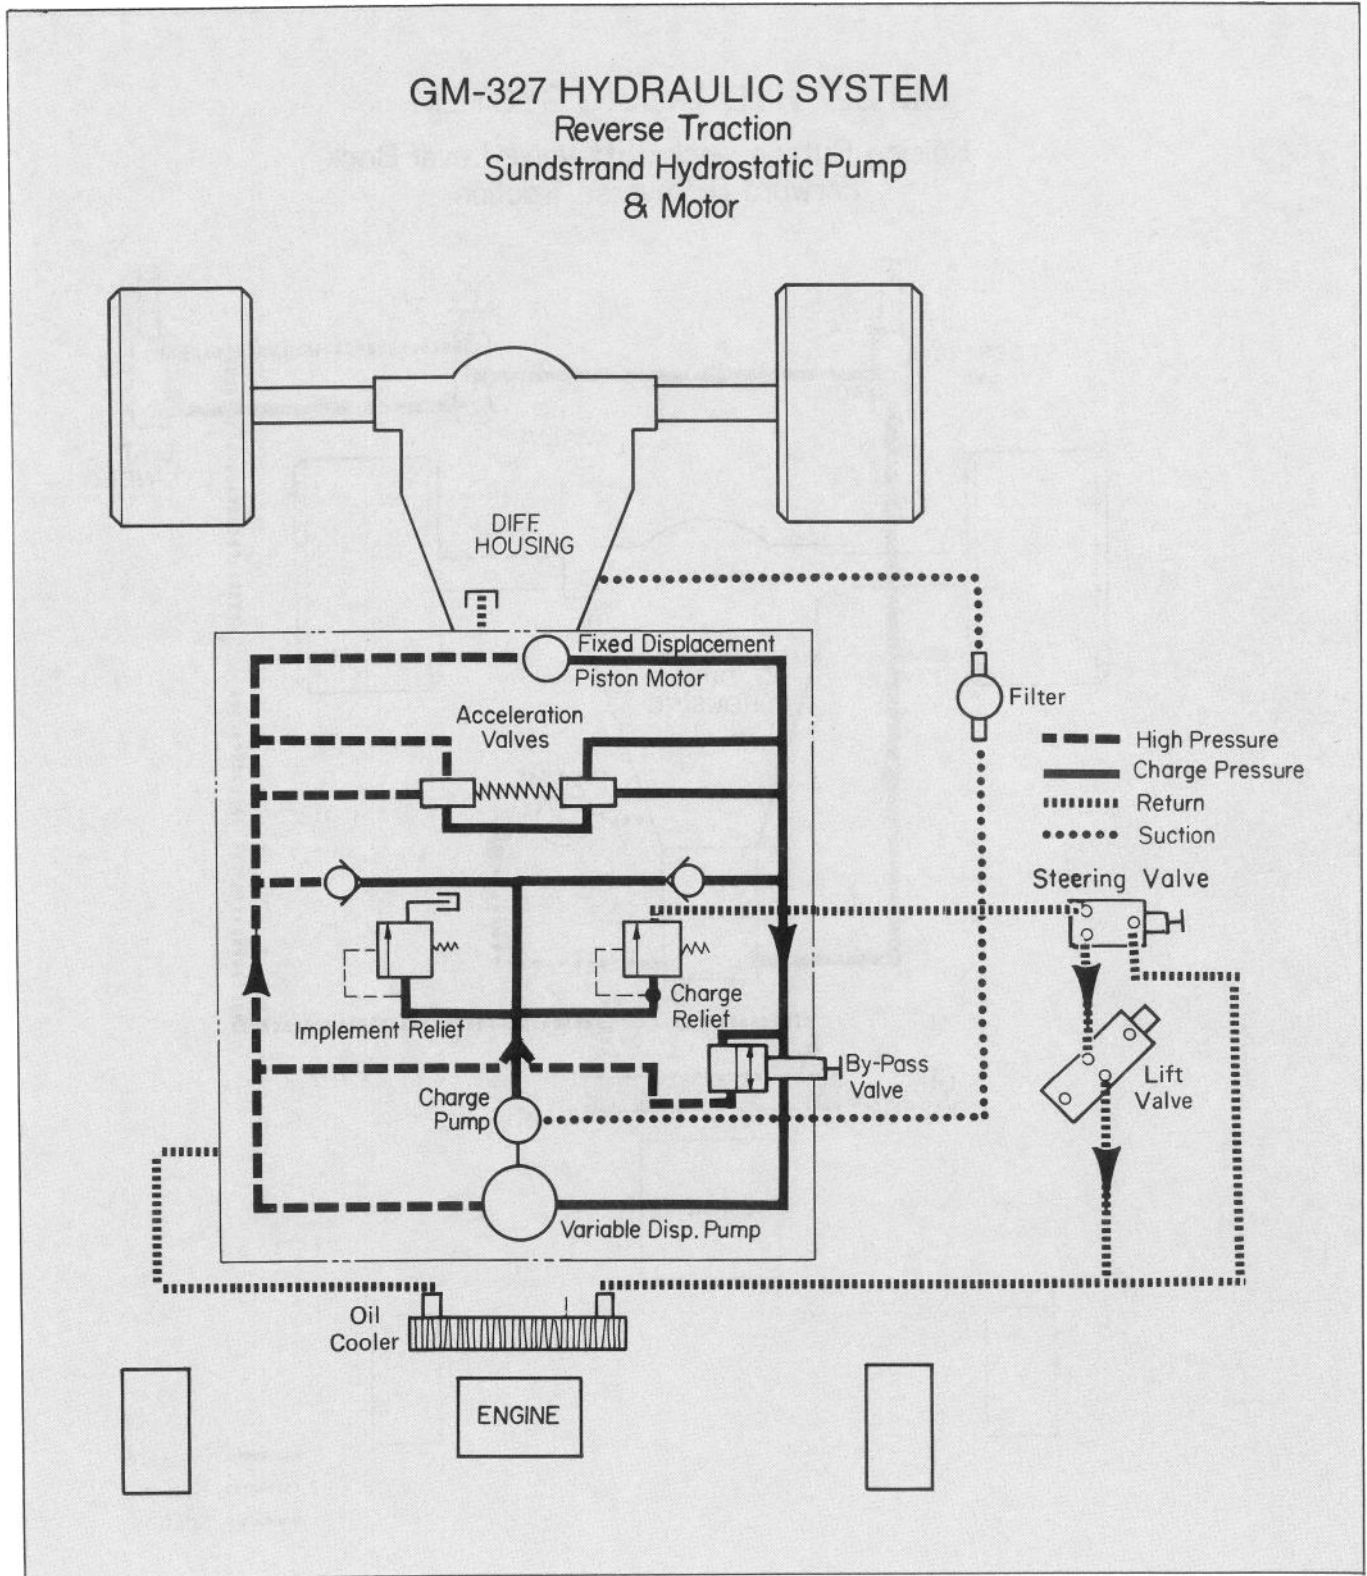 GM-327 HYDRAULIC SYSTEM
Reverse Traction
Sundstrand Hydrostatic Pump
& Motor
DIFF.
HOUSING
Fixed Displacement
Piston Motor
Acceleration
Valves
Filter
High Pressure
Charge Pressure
Return
Suction
Steering Valve
Implement Relief
Charge
Relief
By-Pass
Valve
Lift
Valve
Charge
Pump
Variable Disp. Pump
Oil
Cooler
ENGINE